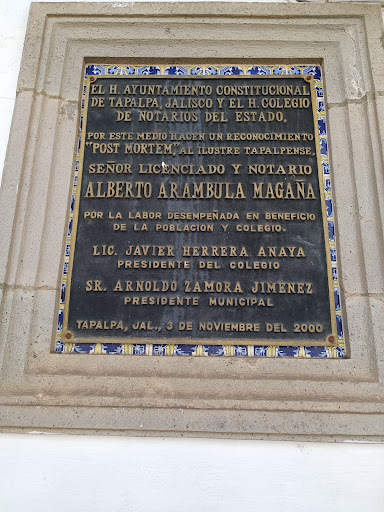 EL H. AYUNTAMIENTO CONSTITUCIONAL
DE TAPALPA, JALISCO Y EL H. COLEGIO
DE NOTARIOS DEL ESTADO.
POR ESTE MEDIO HACEN UN RECONOCIMIENTO
"POST MORTEM," AL ILUSTRE TAPALPENSE.
SEÑOR LICENCIADO Y NOTARIO
ALBERTO ARÁMBULA MAGAÑA
POR LA LABOR DESEMPEÑADA EN BENEFICIO
DE LA POBLACION Y COLEGIO.
LIC. JAVIER HERRERA ANAYA
PRESIDENTE DEL COLEGIO
SR. ARNOLDO ZAMORA JIMENEZ
PRESIDENTE MUNICIPAL
TAPALPA, JAL., 3 DE NOVIEMBRE DEL 2000